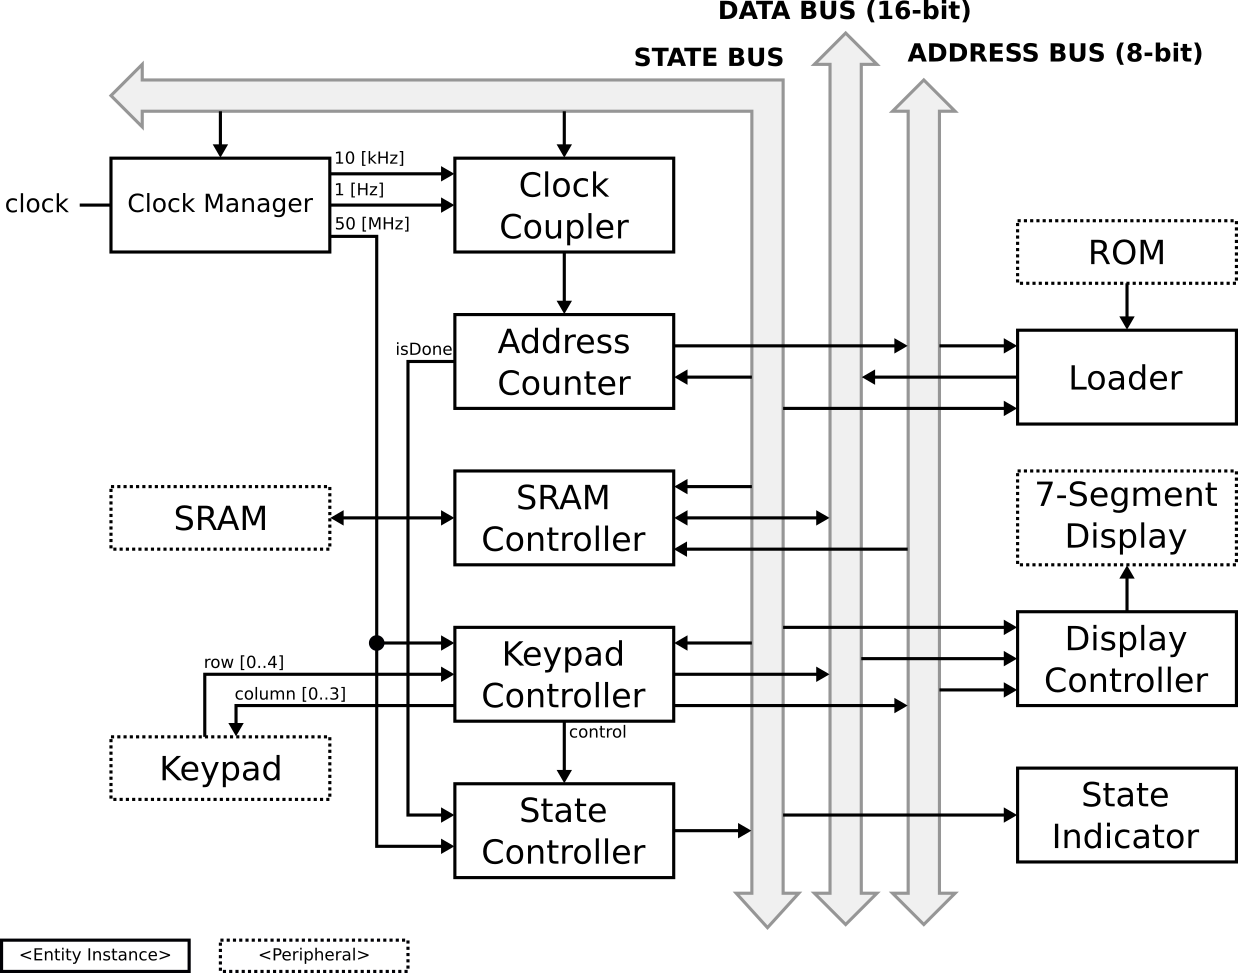 DATA BUS (16-bit)
STATE BUS
ADDRESS BUS (8-bit)
clock
Clock Manager
10 [kHz]
1 [Hz]
50 [MHz]
Clock
Coupler
ROM
isDone
Address
Counter
Loader
SRAM
SRAM
Controller
7-Segment
Display
row [0..4]
column [0..3]
Keypad
Controller
Display
Controller
control
Keypad
State
Controller
State
Indicator
<Entity Instance>
<Peripheral>